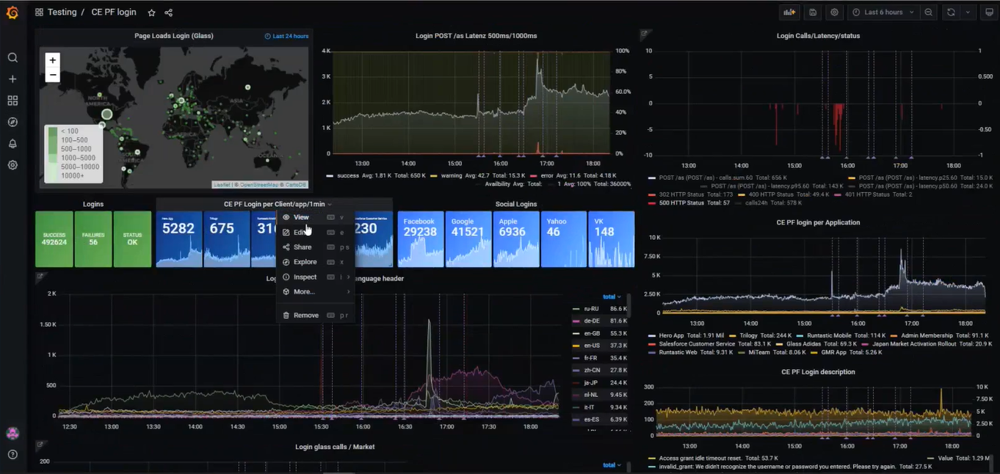 Testing / CE PF login
Last 6 hours
Page Loads Login (Glass)
Last 24 hours
+
−
NORTH AMERICA
ASIA
AFRICA
OCEANIA
< 100
100–500
500–1000
1000–5000
5000–10000
10000+
Leaflet | © OpenStreetMap © CartoDB
Login POST /as Latenz 500ms/1000ms
4 K
3 K
2 K
1 K
0
100%
80%
60.0%
40%
20%
0%
13:00 14:00 15:00 16:00 17:00 18:00
success Avg: 1.81 K Total: 650 K warning Avg: 42.7 Total: 15.3 K error Avg: 11.6 Total: 4.18 K
Availbility Avg: Total: 1 Avg: 100% Total: 36000%
Login Calls/Latency/status
10
5
0
-5
-10
1
0.500
0
-0.50
-1
13:00 14:00 15:00 16:00 17:00 18:00
POST /as (POST /as) - calls.sum.60 Total: 656 K POST /as (POST /as) - latency.p25.60 Total: 15.0 K
POST /as (POST /as) - latency.p95.60 Total: 143 K POST /as (POST /as) - latency.p50.60 Total: 24.0 K
302 HTTP Status Total: 173 400 HTTP Status Total: 49.4 K 401 HTTP Status Total: 2
500 HTTP Status Total: 57 calls24h Total: 578 K
Logins
SUCCESS
492624
FAILURES
56
STATUS
OK
CE PF Login per Client/app/1min
Hero App
5282
Trilogy
675
31
230
View v
Edit e
Share p s
Explore x
Inspect i
More...
Remove p r
Social Logins
Facebook
29238
Google
41521
Apple
6936
Yahoo
46
VK
148
CE PF login per Application
10 K
7.50 K
5 K
2.50 K
0
13:00 14:00 15:00 16:00 17:00 18:00
Hero App Total: 1.91 Mil Trilogy Total: 244 K Runtastic Mobile Total: 114 K Admin Membership Total: 91.1 K
Salesforce Customer Service Total: 83.1 K Glass Adidas Total: 69.3 K Japan Market Activation Rollout Total: 20.9 K
Runtastic Web Total: 9.31 K MiTeam Total: 8.06 K GMR App Total: 5.26 K
anguage header
2 K
1.50 K
1 K
500
0
12:30 13:00 13:30 14:00 14:30 15:00 15:30 16:00 16:30 17:00 17:30 18:00
total
ru-RU 86.6 K
de-DE 81.6 K
en-GB 55.3 K
en-US 37.3 K
fr-FR 35.4 K
zh-CN 27.8 K
ja-JP 24.4 K
nl-NL 9.45 K
it-IT 9.34 K
es-ES 6.39 K
CE PF Login description
300
200
100
0
10 K
7.50 K
5 K
2.50 K
0
13:00 14:00 15:00 16:00 17:00 18:00
Access grant idle timeout reset. Total: 53.7 K Value Total: 1.29 M
invalid_grant: We didn't recognize the username or password you entered. Please try again. Total: 27.5 K
Login glass calls / Market
200
total